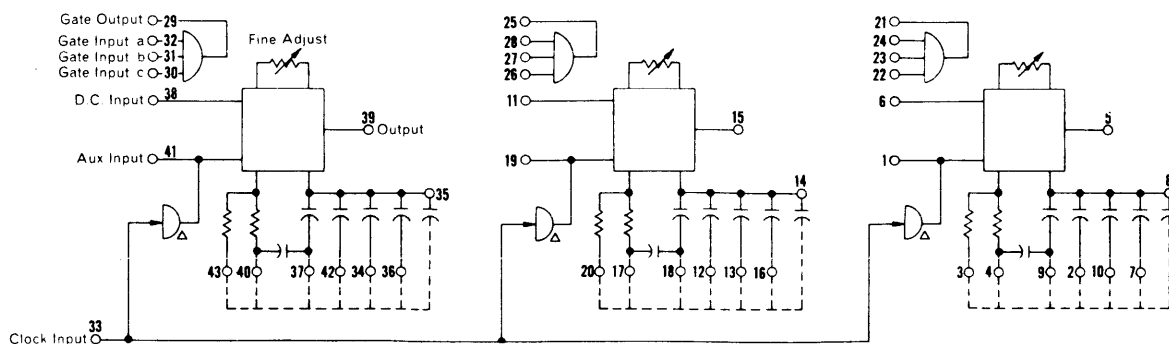 Gate Output 29
Gate Input a 32
Gate Input b 31
Gate Input c 30
Fine Adjust
D.C. Input 38
39 Output
Aux Input 41
35
43 40 37 42 34 36
25
28
27
26
11
15
19
14
20 17 18 12 13 16
21
24
23
22
6
5
1
8
3 4 9 2 10 7
Clock Input 33